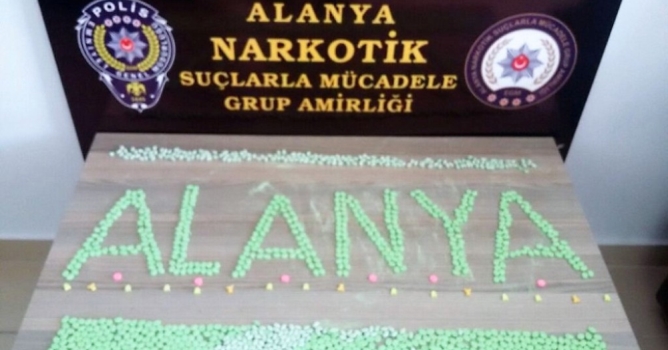 ALANYA
NARKOTİK
SUÇLARLA MÜCADELE
GRUP AMİRLİĞİ
POLİS
ALANYA